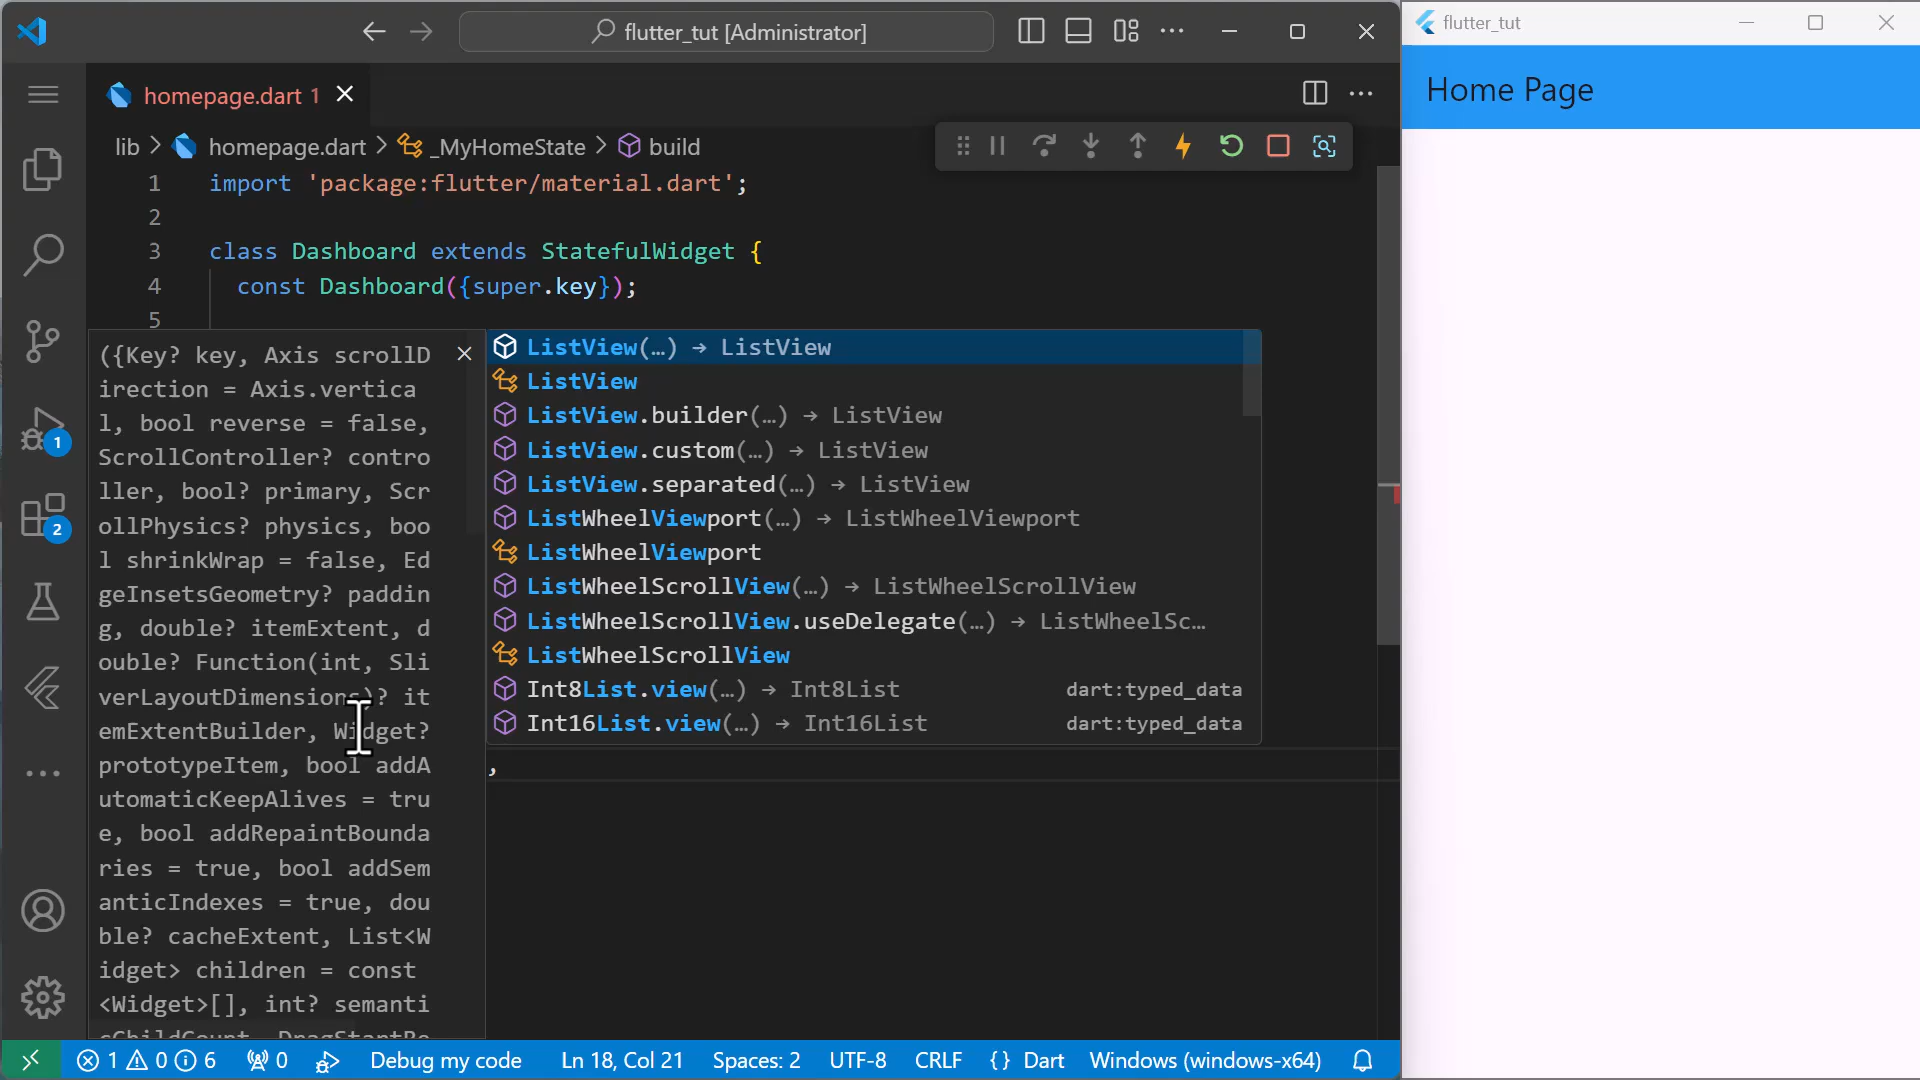 flutter_tut [Administrator]
flutter_tut
Home Page
homepage.dart 1
lib > homepage.dart > _MyHomeState > build
1 import 'package:flutter/material.dart';
2
3 class Dashboard extends StatefulWidget {
4 const Dashboard({super.key});
5
({Key? key, Axis scrollD
irection = Axis.vertica
l, bool reverse = false,
ScrollController? contro
ller, bool? primary, Scr
ollPhysics? physics, boo
l shrinkWrap = false, Ed
geInsetsGeometry? paddin
g, double? itemExtent, d
ouble? Function(int, Sli
verLayoutDimensions)? it
emExtentBuilder, Widget?
prototypeItem, bool addA
utomaticKeepAlives = tru
e, bool addRepaintBounda
ries = true, bool addSem
anticIndexes = true, dou
ble? cacheExtent, List<W
idget> children = const
<Widget>[], int? semanti
cChildCount, DragStartBe
ListView(…) → ListView
ListView
ListView.builder(…) → ListView
ListView.custom(…) → ListView
ListView.separated(…) → ListView
ListWheelViewport(…) → ListWheelViewport
ListWheelViewport
ListWheelScrollView(…) → ListWheelScrollView
ListWheelScrollView.useDelegate(…) → ListWheelSc…
ListWheelScrollView
Int8List.view(…) → Int8List dart:typed_data
Int16List.view(…) → Int16List dart:typed_data
,
1
2
1 0 6 0 Debug my code Ln 18, Col 21 Spaces: 2 UTF-8 CRLF {} Dart Windows (windows-x64)